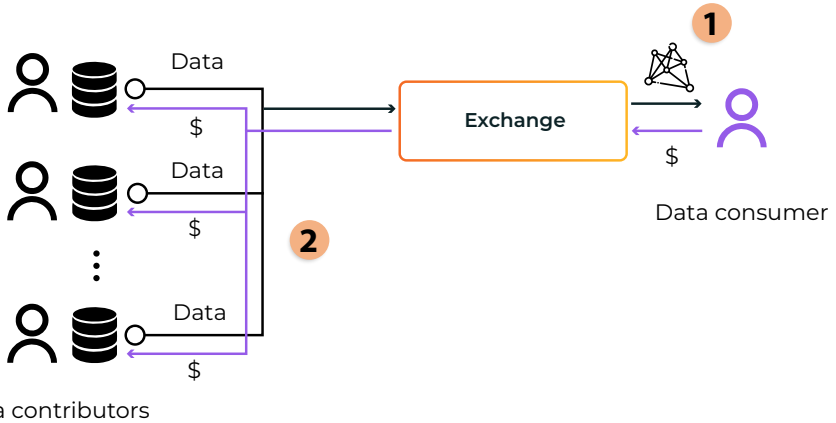 1
Data
$
Exchange
$
Data
Data consumer
$
2
Data
$
a contributors